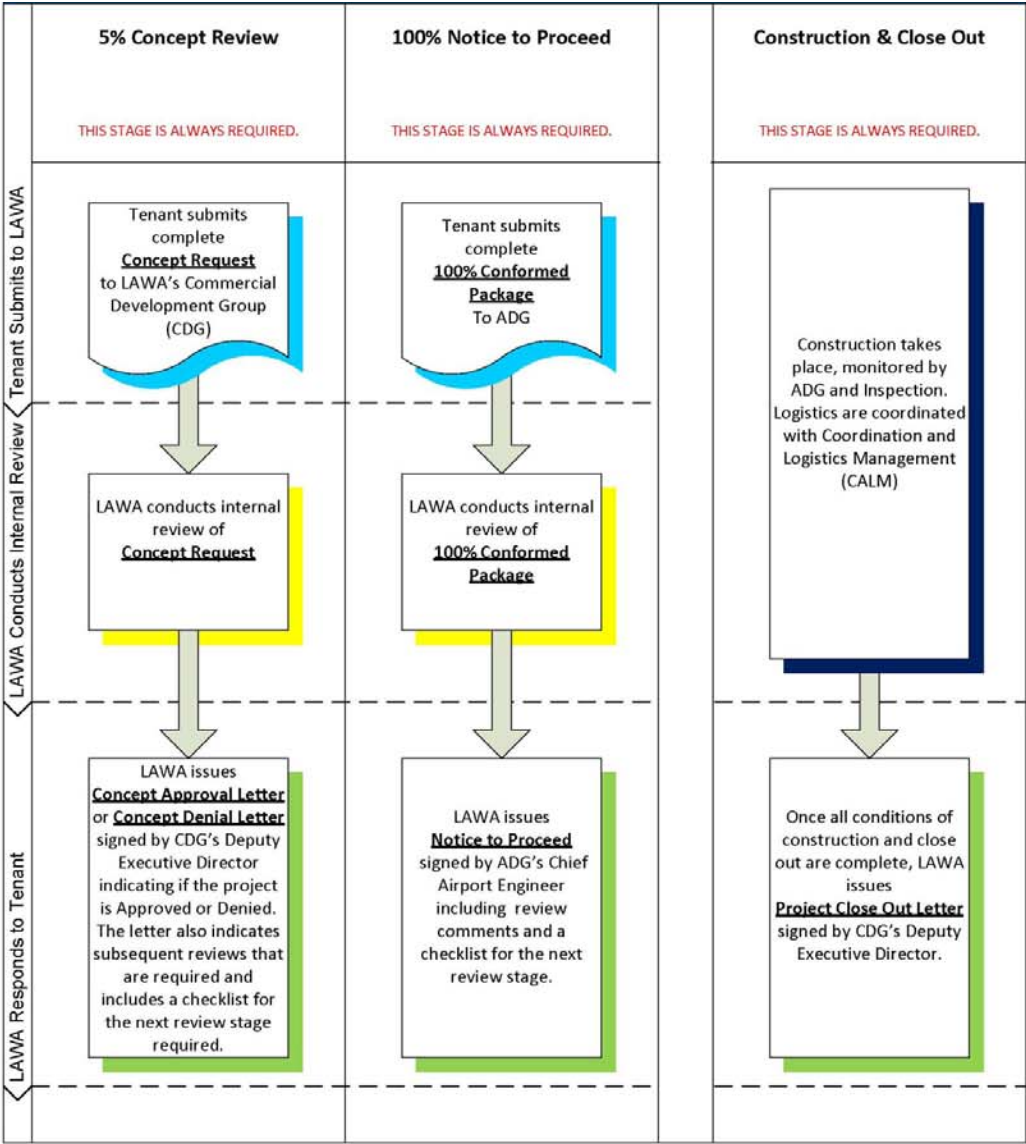 5% Concept Review
THIS STAGE IS ALWAYS REQUIRED.
100% Notice to Proceed
THIS STAGE IS ALWAYS REQUIRED.
Construction & Close Out
THIS STAGE IS ALWAYS REQUIRED.
Tenant Submits to LAWA
Tenant submits
complete
Concept Request
to LAWA's Commercial
Development Group
(CDG)
Tenant submits
complete
100% Conformed
Package
To ADG
Construction takes
place, monitored by
ADG and Inspection.
Logistics are coordinated
with Coordination and
Logistics Management
(CALM)
LAWA Conducts Internal Review
LAWA conducts internal
review of
Concept Request
LAWA conducts internal
review of
100% Conformed
Package
LAWA Responds to Tenant
LAWA issues
Concept Approval Letter
or Concept Denial Letter
signed by CDG's Deputy
Executive Director
indicating if the project
is Approved or Denied.
The letter also indicates
subsequent reviews that
are required and
includes a checklist for
the next review stage
required.
LAWA issues
Notice to Proceed
signed by ADG's Chief
Airport Engineer
including review
comments and a
checklist for the next
review stage.
Once all conditions of
construction and close
out are complete, LAWA
issues
Project Close Out Letter
signed by CDG's Deputy
Executive Director.